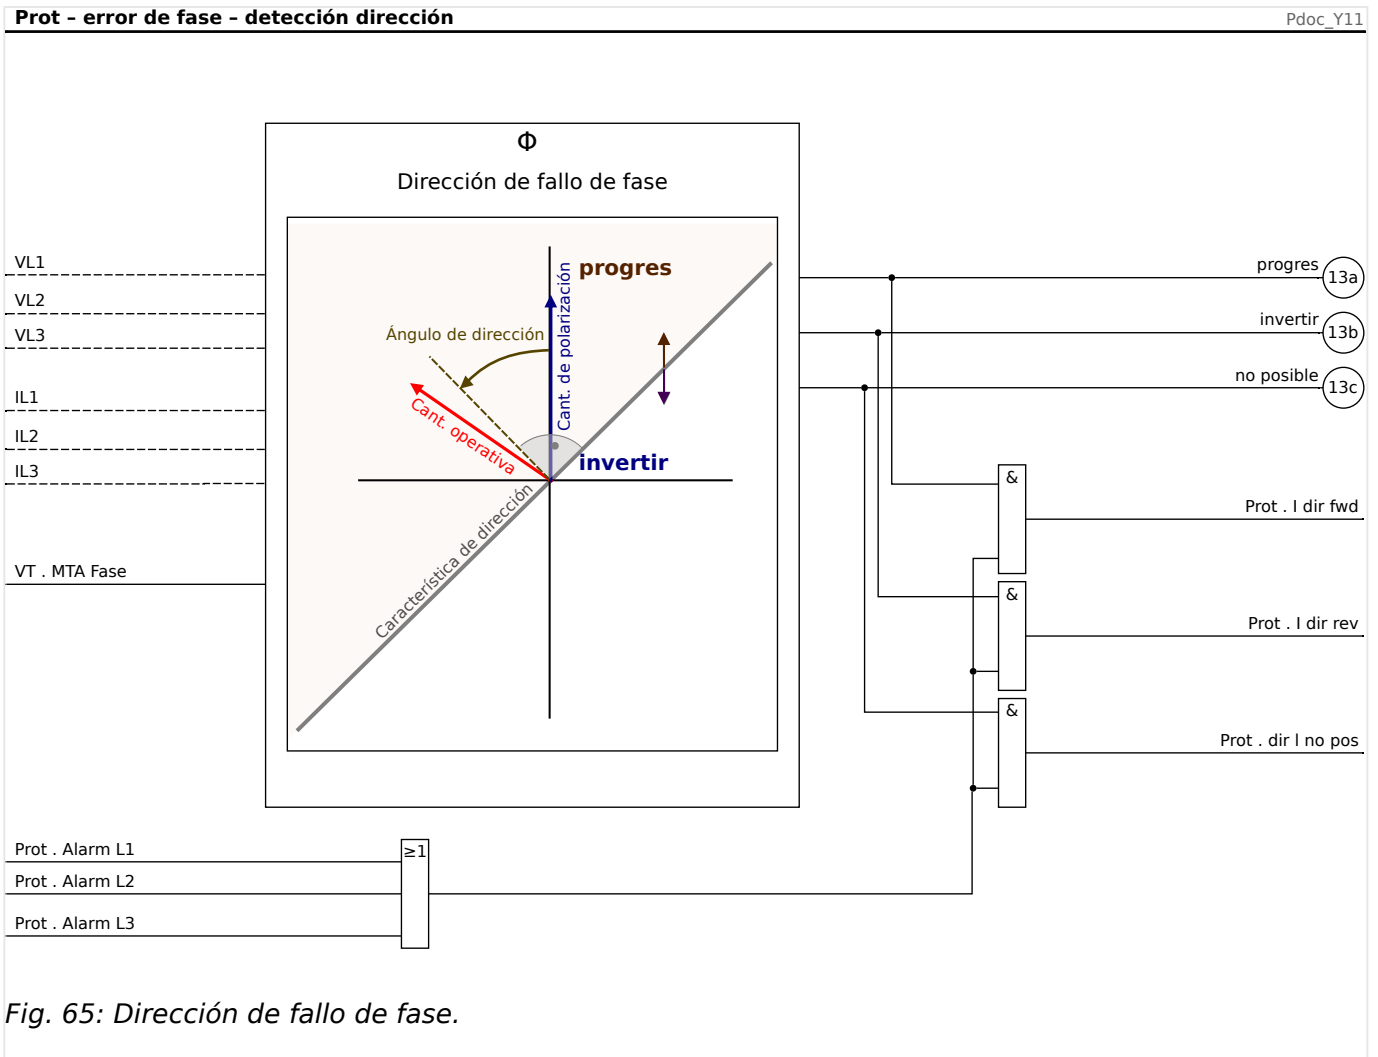 Prot – error de fase – detección dirección
Pdoc_Y11
Φ
Dirección de fallo de fase
VL1
VL2
VL3
IL1
IL2
IL3
VT . MTA Fase
progres
Cant. de polarización
Ángulo de dirección
Cant. operativa
invertir
Característica de dirección
progres
13a
invertir
13b
no posible
13c
&
Prot . I dir fwd
&
Prot . I dir rev
&
Prot . dir I no pos
Prot . Alarm L1
≥1
Prot . Alarm L2
Prot . Alarm L3
Fig. 65: Dirección de fallo de fase.